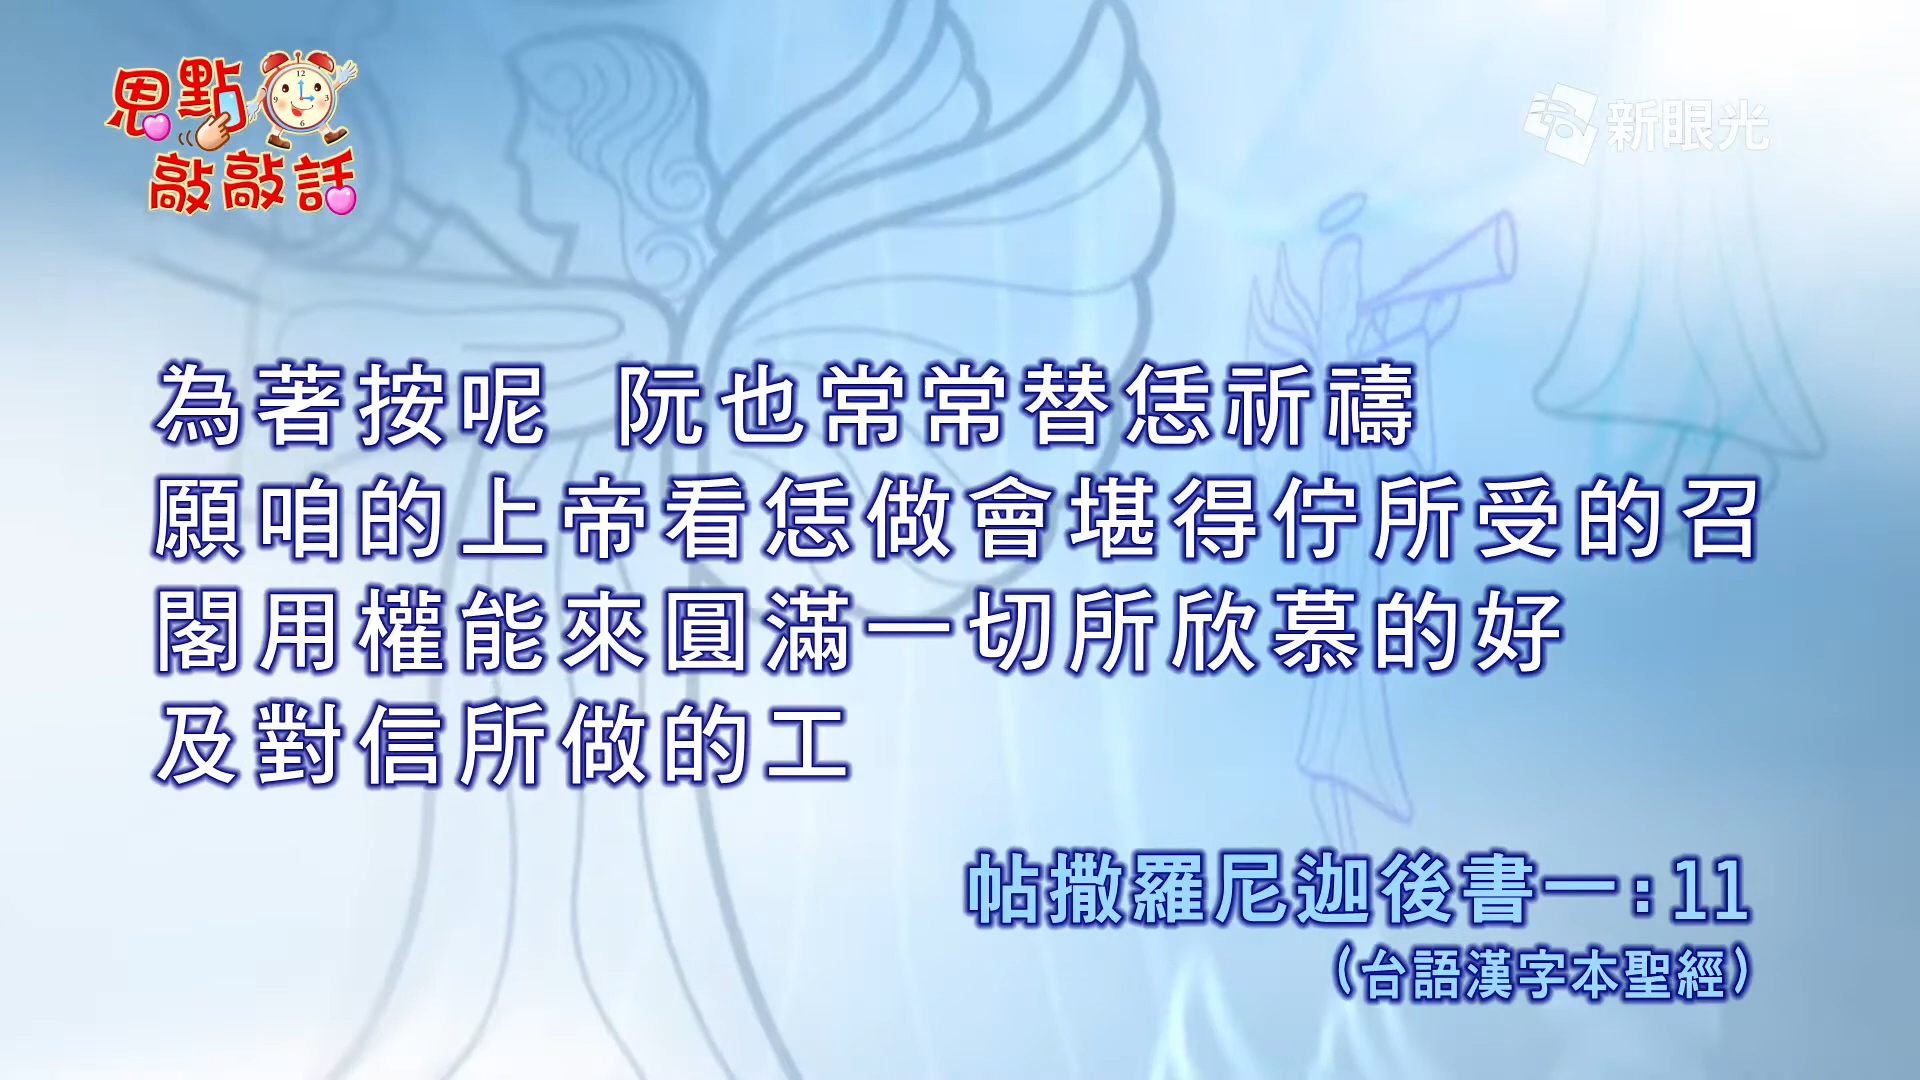 恩點
敲敲話
新眼光
為著按呢 阮也常常替恁祈禱
願咱的上帝看恁做會堪得佇所受的召
閣用權能來圓滿一切所欣慕的好
及對信所做的工
帖撒羅尼迦後書一:11
(台語漢字本聖經)